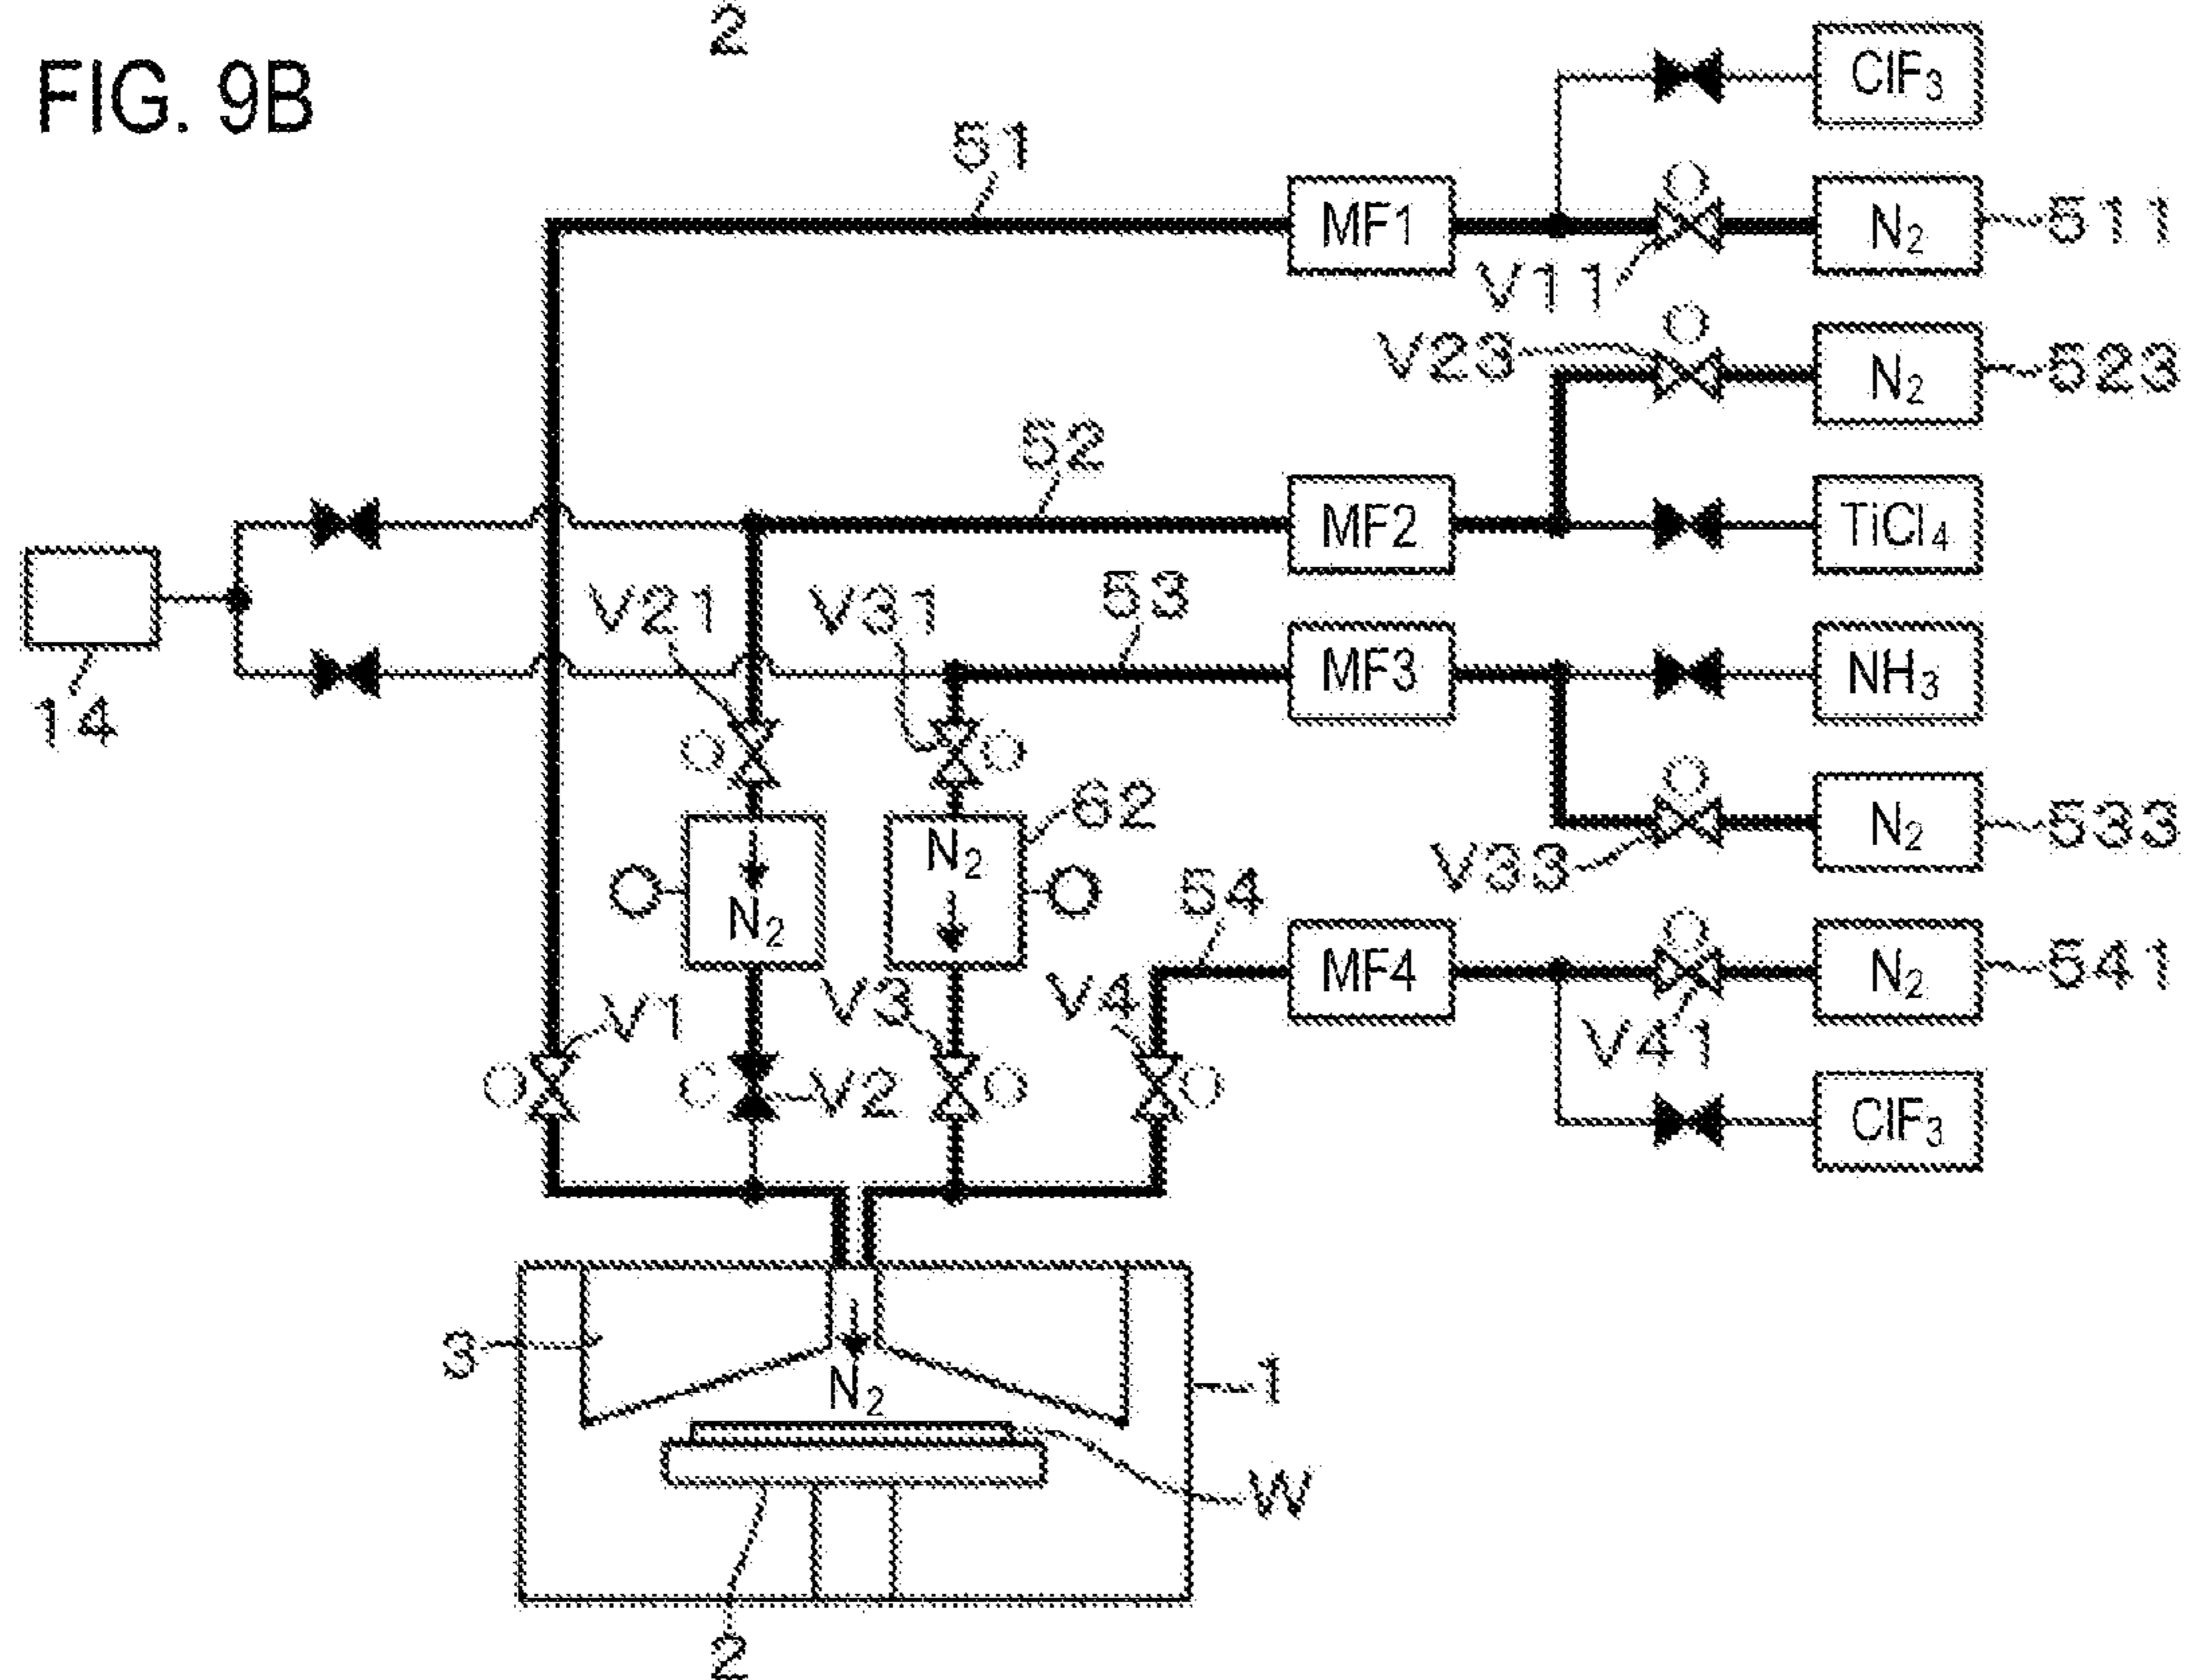 2
FIG. 9B
ClF₃
51
MF1
N₂
511
V11
V23
N₂
523
52
MF2
TiCl₄
14
V21
V31
53
MF3
NH₃
62
N₂
N₂
V33
N₂
533
54
MF4
N₂
541
V1
V2
V3
V4
V41
ClF₃
3
N₂
1
W
2